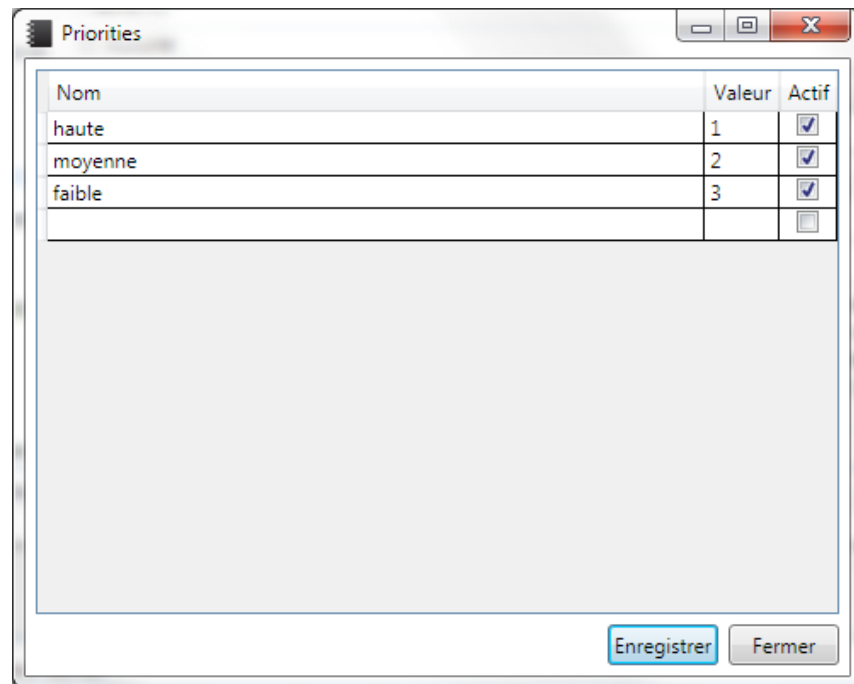 Priorities
Nom Valeur Actif
haute 1
moyenne 2
faible 3
Enregistrer Fermer